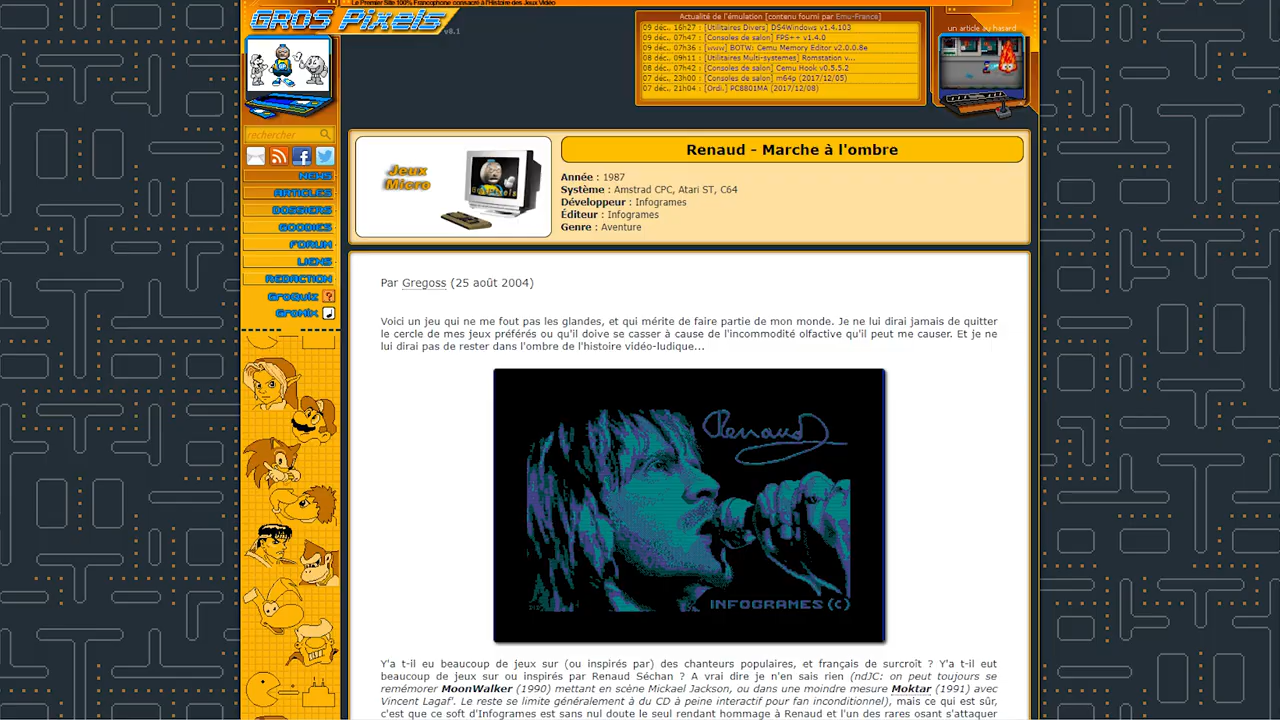 Le Premier Site 100% Francophone consacré à l'Histoire des Jeux Vidéo
GROS Pixels
v8.1
Actualité de l'émulation [contenu fourni par Emu-France]
09 déc., 16h27 : [Utilitaires Divers] DS4Windows v1.4.103
09 déc., 07h47 : [Consoles de salon] FPS++ v1.4.0
09 déc., 07h36 : [www] BOTW: Cemu Memory Editor v2.0.0.8e
08 déc., 09h11 : [Utilitaires Multi-systemes] Romstation v...
08 déc., 07h42 : [Consoles de salon] Cemu Hook v0.5.5.2
07 déc., 23h00 : [Consoles de salon] m64p (2017/12/05)
07 déc., 21h04 : [Ordi.] PC8801MA (2017/12/08)
un article au hasard
rechercher
NEWS
ARTICLES
DOSSIERS
GOODIES
FORUM
LIENS
REDACTION
GroQuiz ?
GroMix
Jeux
Micro
Renaud - Marche à l'ombre
Année : 1987
Système : Amstrad CPC, Atari ST, C64
Développeur : Infogrames
Éditeur : Infogrames
Genre : Aventure
Par Gregoss (25 août 2004)
Voici un jeu qui ne me fout pas les glandes, et qui mérite de faire partie de mon monde. Je ne lui dirai jamais de quitter
le cercle de mes jeux préférés ou qu'il doive se casser à cause de l'incommodité olfactive qu'il peut me causer. Et je ne
lui dirai pas de rester dans l'ombre de l'histoire vidéo-ludique...
Renaud
INFOGRAMES (c)
Y'a t-il eu beaucoup de jeux sur (ou inspirés par) des chanteurs populaires, et français de surcroît ? Y'a t-il eut
beaucoup de jeux sur ou inspirés par Renaud Séchan ? A vrai dire je n'en sais rien (ndJC: on peut toujours se
remémorer MoonWalker (1990) mettant en scène Mickael Jackson, ou dans une moindre mesure Moktar (1991) avec
Vincent Lagaf'. Le reste se limite généralement à du CD à peine interactif pour fan inconditionnel), mais ce qui est sûr,
c'est que ce soft d'Infogrames est sans nul doute le seul rendant hommage à Renaud et l'un des rares osant s'attaquer